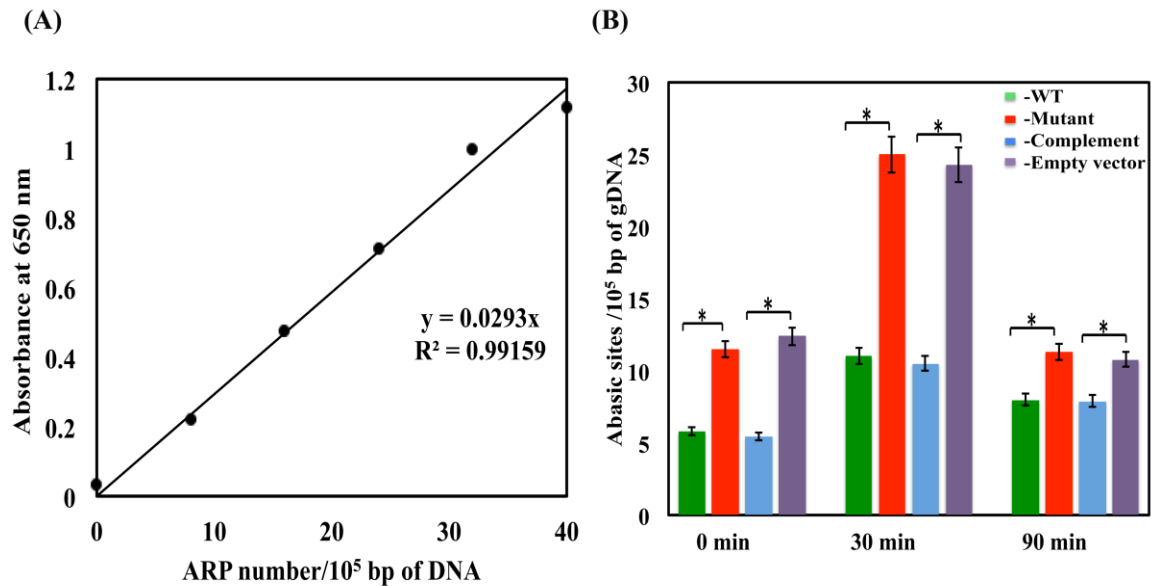 (A)
Absorbance at 650 nm
1.2
1
0.8
0.6
0.4
0.2
0
y = 0.0293x
R² = 0.99159
0
10
20
30
40
ARP number/10⁵ bp of DNA
(B)
Abasic sites /10⁵ bp of gDNA
30
25
20
15
10
5
0
-WT
-Mutant
-Complement
-Empty vector
* *
* *
* *
0 min
30 min
90 min